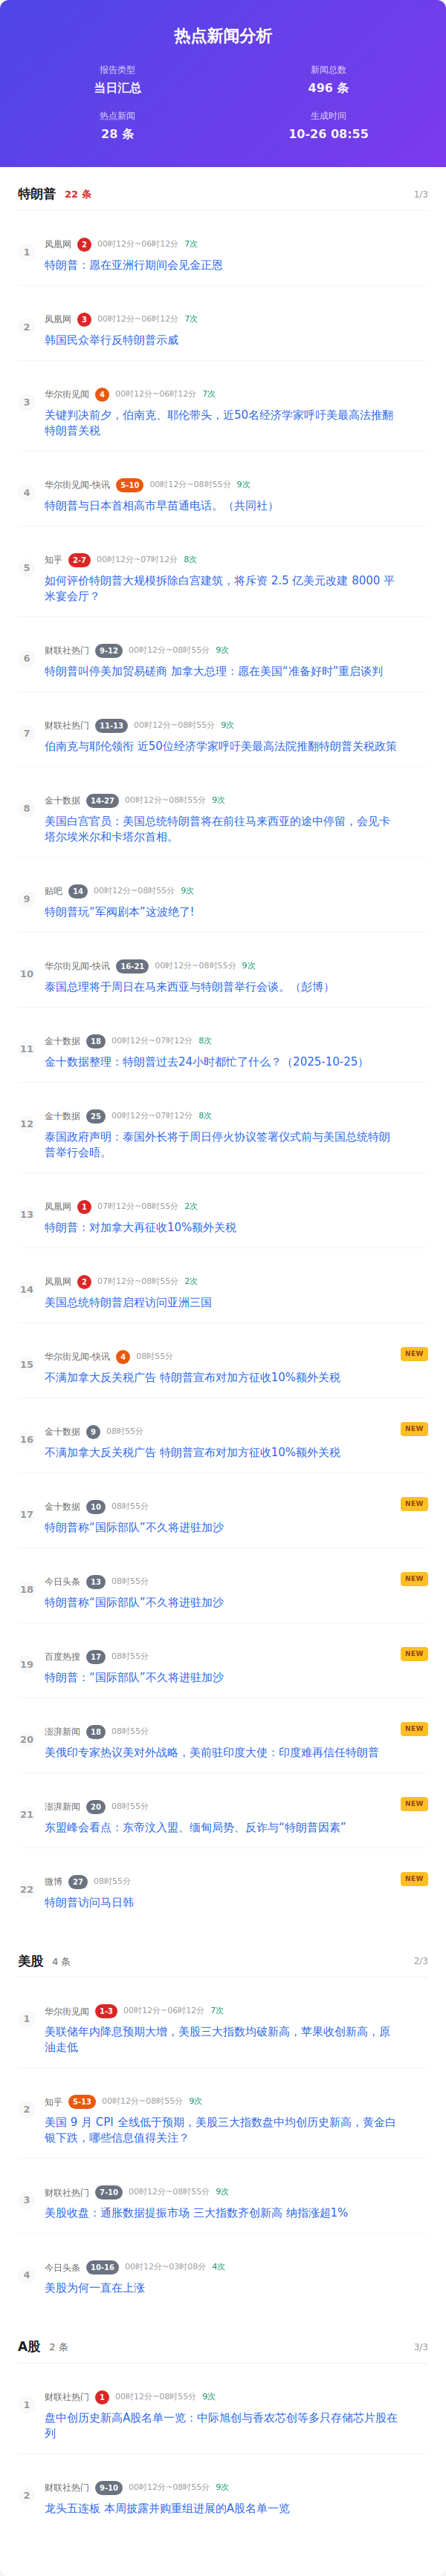 热点新闻分析
报告类型
新闻总数
当日汇总
496 条
热点新闻
生成时间
28 条
10-26 08:55
特朗普 22 条 1/3
1
凤凰网 2 00时12分~06时12分 7次
特朗普：愿在亚洲行期间会见金正恩
2
凤凰网 3 00时12分~06时12分 7次
韩国民众举行反特朗普示威
3
华尔街见闻 4 00时12分~06时12分 7次
关键判决前夕，伯南克、耶伦带头，近50名经济学家呼吁美最高法推翻
特朗普关税
4
华尔街见闻-快讯 5-10 00时12分~08时55分 9次
特朗普与日本首相高市早苗通电话。（共同社）
5
知乎 2-7 00时12分~07时12分 8次
如何评价特朗普大规模拆除白宫建筑，将斥资 2.5 亿美元改建 8000 平
米宴会厅？
6
财联社热门 9-12 00时12分~08时55分 9次
特朗普叫停美加贸易磋商 加拿大总理：愿在美国“准备好时”重启谈判
7
财联社热门 11-13 00时12分~08时55分 9次
伯南克与耶伦领衔 近50位经济学家呼吁美最高法院推翻特朗普关税政策
8
金十数据 14-27 00时12分~08时55分 9次
美国白宫官员：美国总统特朗普将在前往马来西亚的途中停留，会见卡
塔尔埃米尔和卡塔尔首相。
9
贴吧 14 00时12分~08时55分 9次
特朗普玩“军阀剧本”这波绝了!
10
华尔街见闻-快讯 16-21 00时12分~08时55分 9次
泰国总理将于周日在马来西亚与特朗普举行会谈。（彭博）
11
金十数据 18 00时12分~07时12分 8次
金十数据整理：特朗普过去24小时都忙了什么？（2025-10-25）
12
金十数据 25 00时12分~07时12分 8次
泰国政府声明：泰国外长将于周日停火协议签署仪式前与美国总统特朗
普举行会晤。
13
凤凰网 1 07时12分~08时55分 2次
特朗普：对加拿大再征收10%额外关税
14
凤凰网 2 07时12分~08时55分 2次
美国总统特朗普启程访问亚洲三国
15
华尔街见闻-快讯 4 08时55分 NEW
不满加拿大反关税广告 特朗普宣布对加方征收10%额外关税
16
金十数据 9 08时55分 NEW
不满加拿大反关税广告 特朗普宣布对加方征收10%额外关税
17
金十数据 10 08时55分 NEW
特朗普称“国际部队”不久将进驻加沙
18
今日头条 13 08时55分 NEW
特朗普称“国际部队”不久将进驻加沙
19
百度热搜 17 08时55分 NEW
特朗普：“国际部队”不久将进驻加沙
20
澎湃新闻 18 08时55分 NEW
美俄印专家热议美对外战略，美前驻印度大使：印度难再信任特朗普
21
澎湃新闻 20 08时55分 NEW
东盟峰会看点：东帝汶入盟、缅甸局势、反诈与“特朗普因素”
22
微博 27 08时55分 NEW
特朗普访问马日韩
美股 4 条 2/3
1
华尔街见闻 1-3 00时12分~06时12分 7次
美联储年内降息预期大增，美股三大指数均破新高，苹果收创新高，原
油走低
2
知乎 5-13 00时12分~08时55分 9次
美国 9 月 CPI 全线低于预期，美股三大指数盘中均创历史新高，黄金白
银下跌，哪些信息值得关注？
3
财联社热门 7-10 00时12分~08时55分 9次
美股收盘：通胀数据提振市场 三大指数齐创新高 纳指涨超1%
4
今日头条 10-16 00时12分~03时08分 4次
美股为何一直在上涨
A股 2 条 3/3
1
财联社热门 1 00时12分~08时55分 9次
盘中创历史新高A股名单一览：中际旭创与香农芯创等多只存储芯片股在
列
2
财联社热门 9-10 00时12分~08时55分 9次
龙头五连板 本周披露并购重组进展的A股名单一览